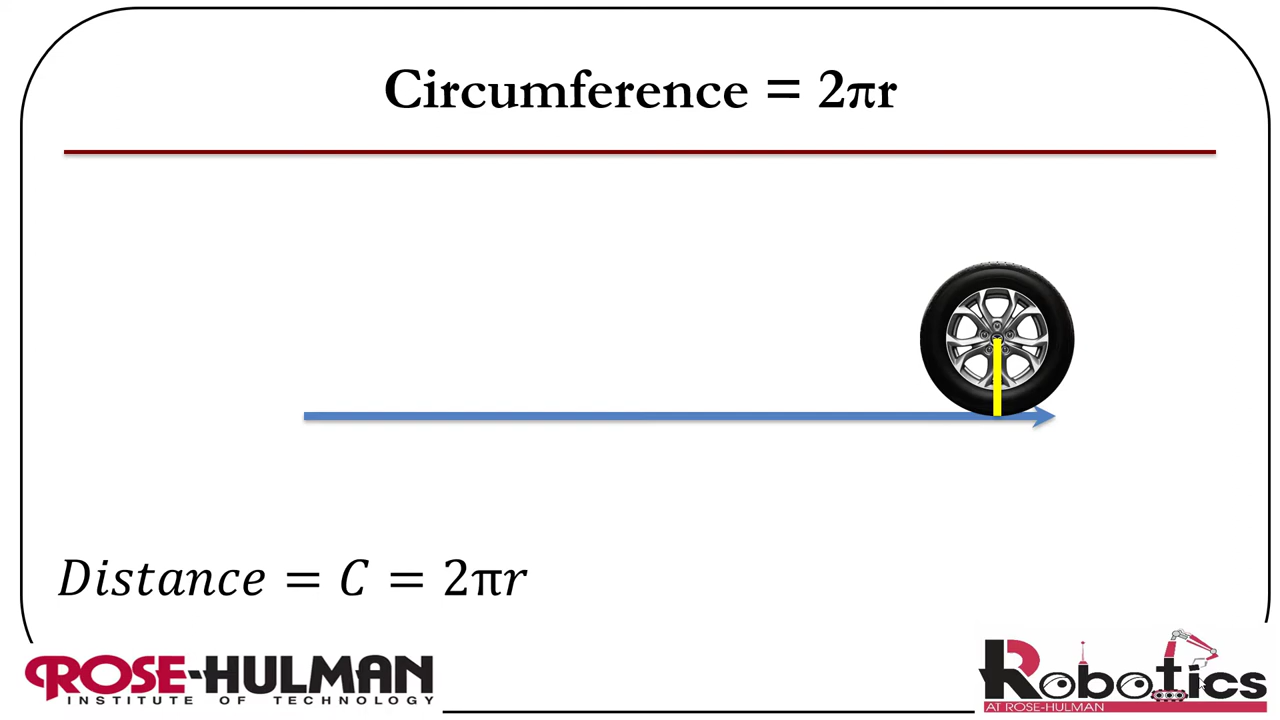 Circumference = 2πr
Distance = C = 2πr
ROSE-HULMAN
INSTITUTE OF TECHNOLOGY
Robotics
AT ROSE-HULMAN